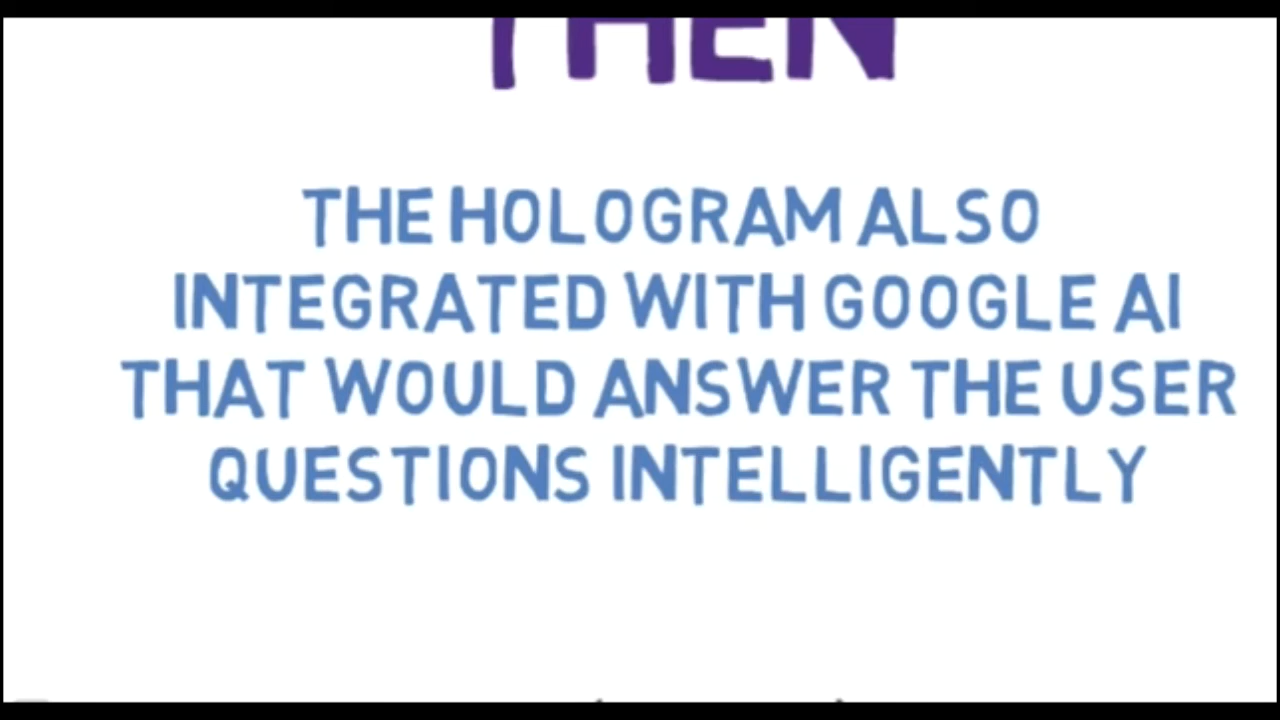 THEN
THE HOLOGRAM ALSO
INTEGRATED WITH GOOGLE AI
THAT WOULD ANSWER THE USER
QUESTIONS INTELLIGENTLY